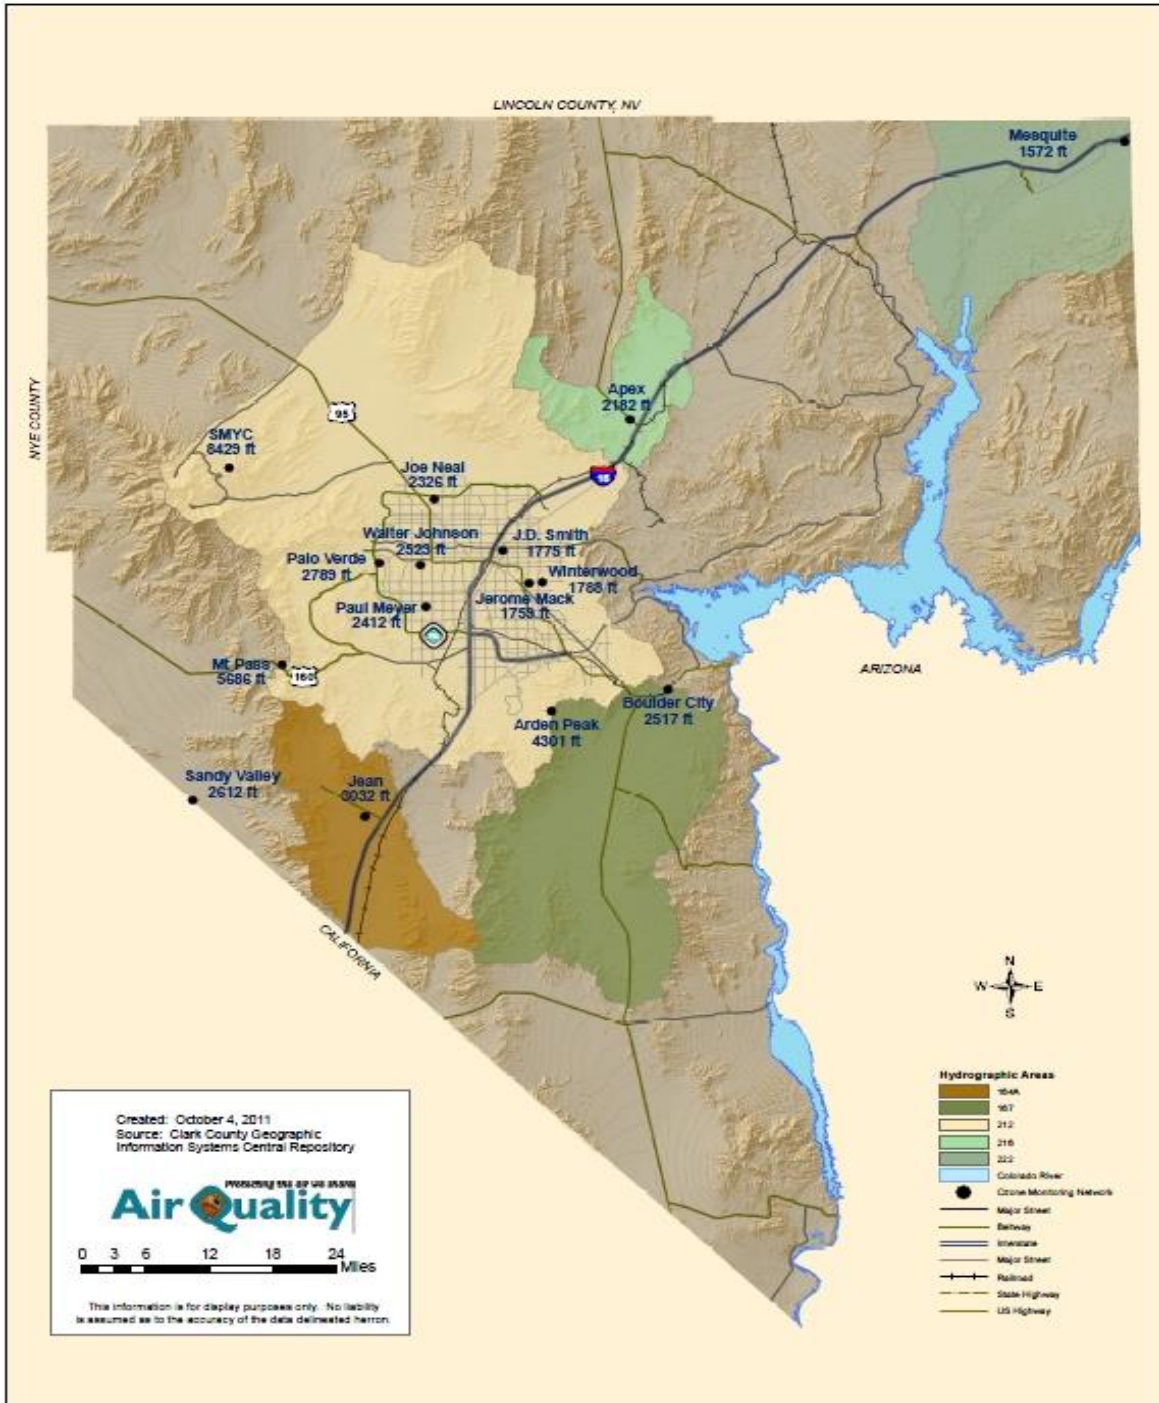 LINCOLN COUNTY, NV
Mesquite
1572 ft
NYE COUNTY
Apex
2182 ft
95
SMYC
8429 ft
15
Joe Neal
2326 ft
Walter Johnson
2523 ft
J.D. Smith
1775 ft
Palo Verde
2789 ft
Winterwood
1788 ft
Jerome Mack
Paul Meyer
2412 ft
Mt Pass
5686 ft
160
ARIZONA
Boulder City
2517 ft
Arden Peak
4301 ft
Sandy Valley
2612 ft
Jean
3032 ft
CALIFORNIA
N
W E
S
Hydrographic Areas
164A
167
212
216
222
Colorado River
Ozone Monitoring Network
Major Street
Beltway
Interstate
Major Street
Railroad
State Highway
US Highway
Created: October 4, 2011
Source: Clark County Geographic
Information Systems Central Repository
Protecting the air we share
Air Quality
0 3 6 12 18 24
Miles
This information is for display purposes only. No liability
is assumed as to the accuracy of the data delineated herron.